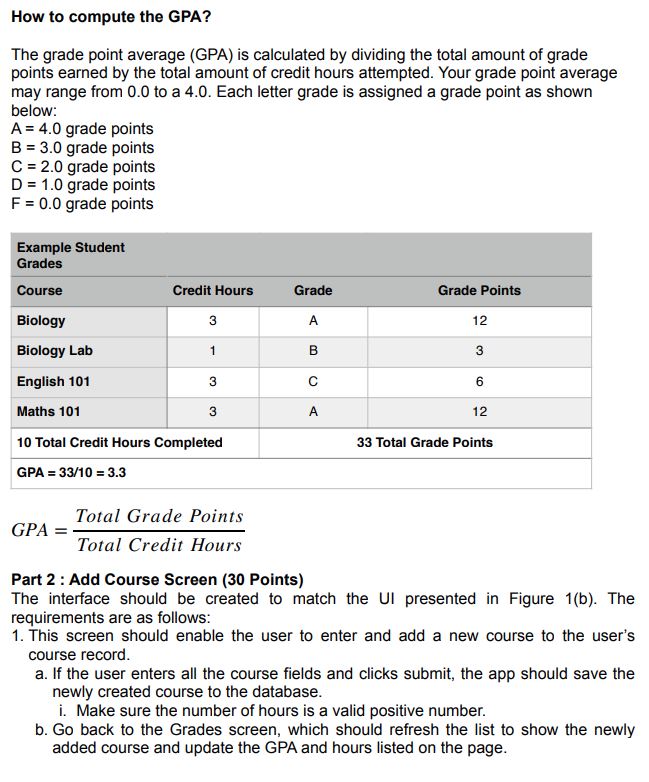 How to compute the GPA?
The grade point average (GPA) is calculated by dividing the total amount of grade
points earned by the total amount of credit hours attempted. Your grade point average
may range from 0.0 to a 4.0. Each letter grade is assigned a grade point as shown
below:
A = 4.0 grade points
B = 3.0 grade points
C = 2.0 grade points
D = 1.0 grade points
F = 0.0 grade points
Example Student
Grades
Course Credit Hours Grade Grade Points
Biology 3 A 12
Biology Lab 1 B 3
English 101 3 C 6
Maths 101 3 A 12
10 Total Credit Hours Completed 33 Total Grade Points
GPA = 33/10 = 3.3
GPA = Total Grade Points
Total Credit Hours
Part 2 : Add Course Screen (30 Points)
The interface should be created to match the UI presented in Figure 1(b). The
requirements are as follows:
1. This screen should enable the user to enter and add a new course to the user's
course record.
a. If the user enters all the course fields and clicks submit, the app should save the
newly created course to the database.
i. Make sure the number of hours is a valid positive number.
b. Go back to the Grades screen, which should refresh the list to show the newly
added course and update the GPA and hours listed on the page.